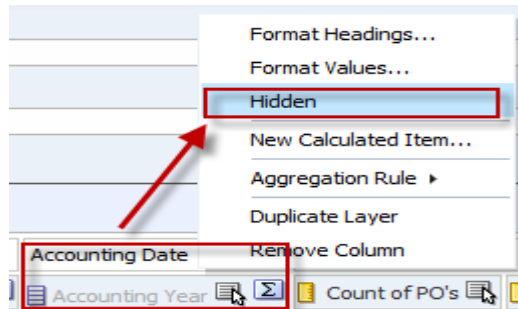 Format Headings...
Format Values...
Hidden
New Calculated Item...
Aggregation Rule
Duplicate Layer
Remove Column
Accounting Date
Accounting Year Σ Count of PO's